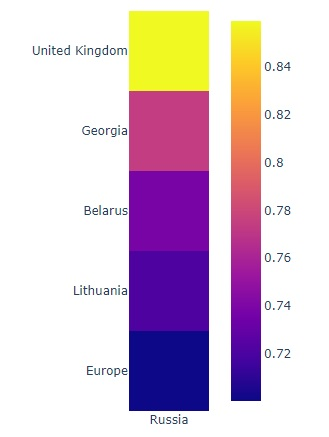 United Kingdom
Georgia
Belarus
Lithuania
Europe
Russia
0.84
0.82
0.8
0.78
0.76
0.74
0.72